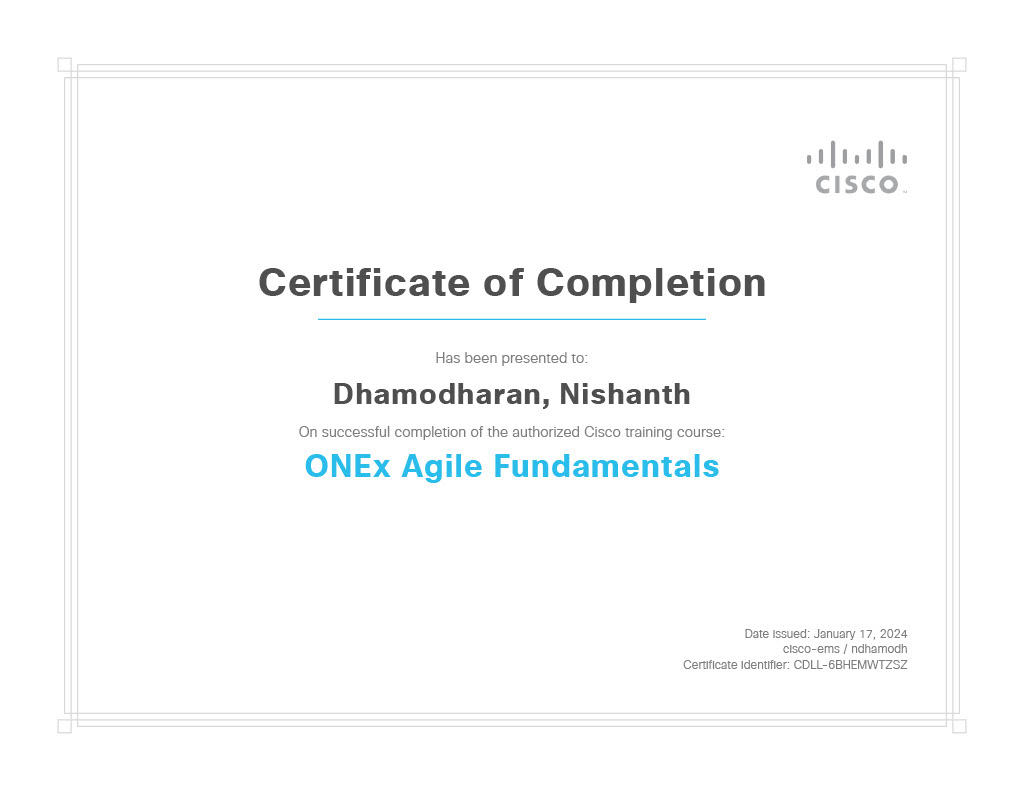 CISCO
Certificate of Completion
Has been presented to:
Dhamodharan, Nishanth
On successful completion of the authorized Cisco training course:
ONEx Agile Fundamentals
Date issued: January 17, 2024
cisco-ems / ndhamodh
Certificate identifier: CDLL-6BHEMWTZSZ